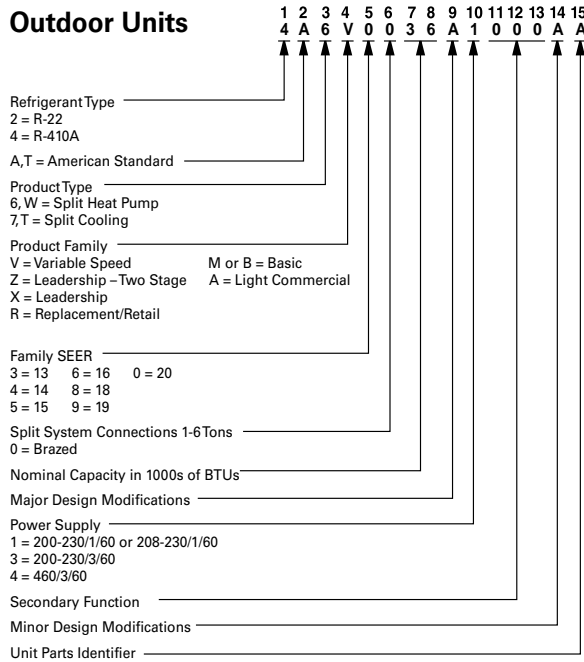 Outdoor Units
1 2 3 4 5 6 7 8 9 10 11 12 13 14 15
4 A 6 V 0 0 3 6 A 1 0 0 0 A A
Refrigerant Type
2 = R-22
4 = R-410A
A,T = American Standard
Product Type
6, W = Split Heat Pump
7, T = Split Cooling
Product Family
V = Variable Speed M or B = Basic
Z = Leadership – Two Stage A = Light Commercial
X = Leadership
R = Replacement/Retail
Family SEER
3 = 13 6 = 16 0 = 20
4 = 14 8 = 18
5 = 15 9 = 19
Split System Connections 1-6 Tons
0 = Brazed
Nominal Capacity in 1000s of BTUs
Major Design Modifications
Power Supply
1 = 200-230/1/60 or 208-230/1/60
3 = 200-230/3/60
4 = 460/3/60
Secondary Function
Minor Design Modifications
Unit Parts Identifier